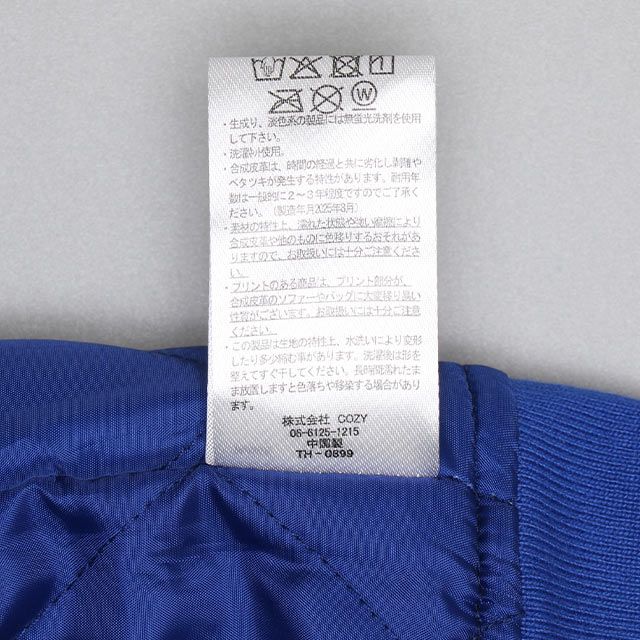 ・生成り、淡色系の製品には無蛍光洗剤を使用
して下さい。
・洗濯ネット使用。
・合成皮革は、時間の経過と共に劣化し剥離や
ベタツキが発生する特性があります。耐用年
数は一般的に2～3年程度ですのでご了承く
ださい。(製造年月2025年8月)
・素材の特性上、濡れた状態や強い摩擦により
合成皮革や他のものに色移りするおそれがあ
りますので、お取扱いには十分ご注意くださ
い。
・プリントのある商品は、プリント部分が、
合成皮革のソファーやバッグに大変移り易い
性質がございます。お取扱いには十分ご注意
ください。
・この製品は生地の特性上、水洗いにより変形
したり多少縮む事があります。洗濯後は形を
整えてすぐ干してください。長時間濡れたま
ま放置しますと色落ちや移染する場合があり
ます。
株式会社 COZY
06-6125-1215
中国製
TH-0899